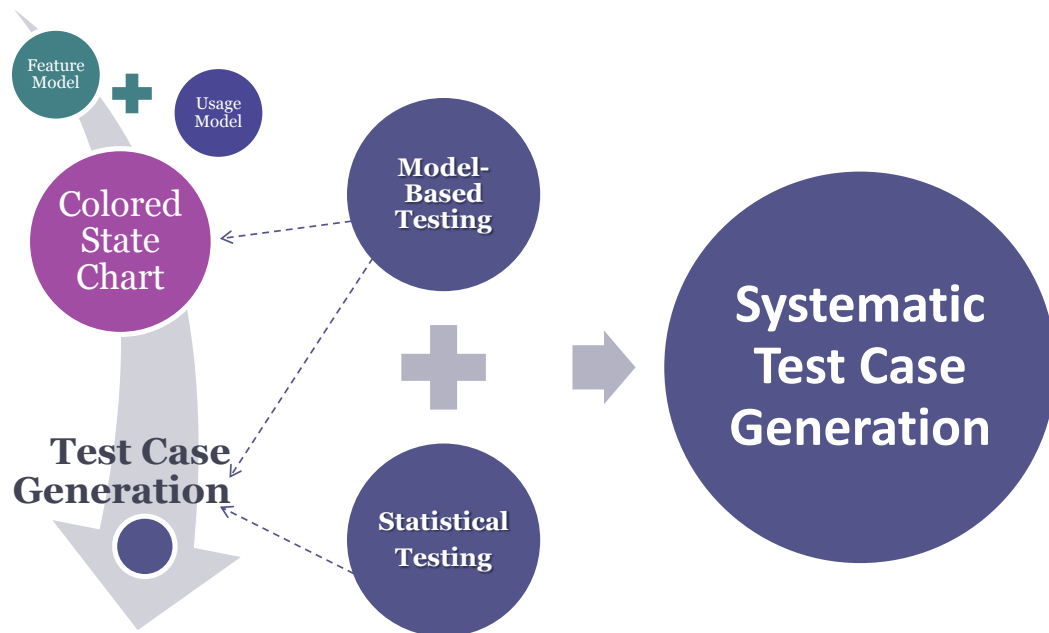 Feature
Model
Usage
Model
Colored
State
Chart
Test Case
Generation
Model-
Based
Testing
Statistical
Testing
Systematic
Test Case
Generation